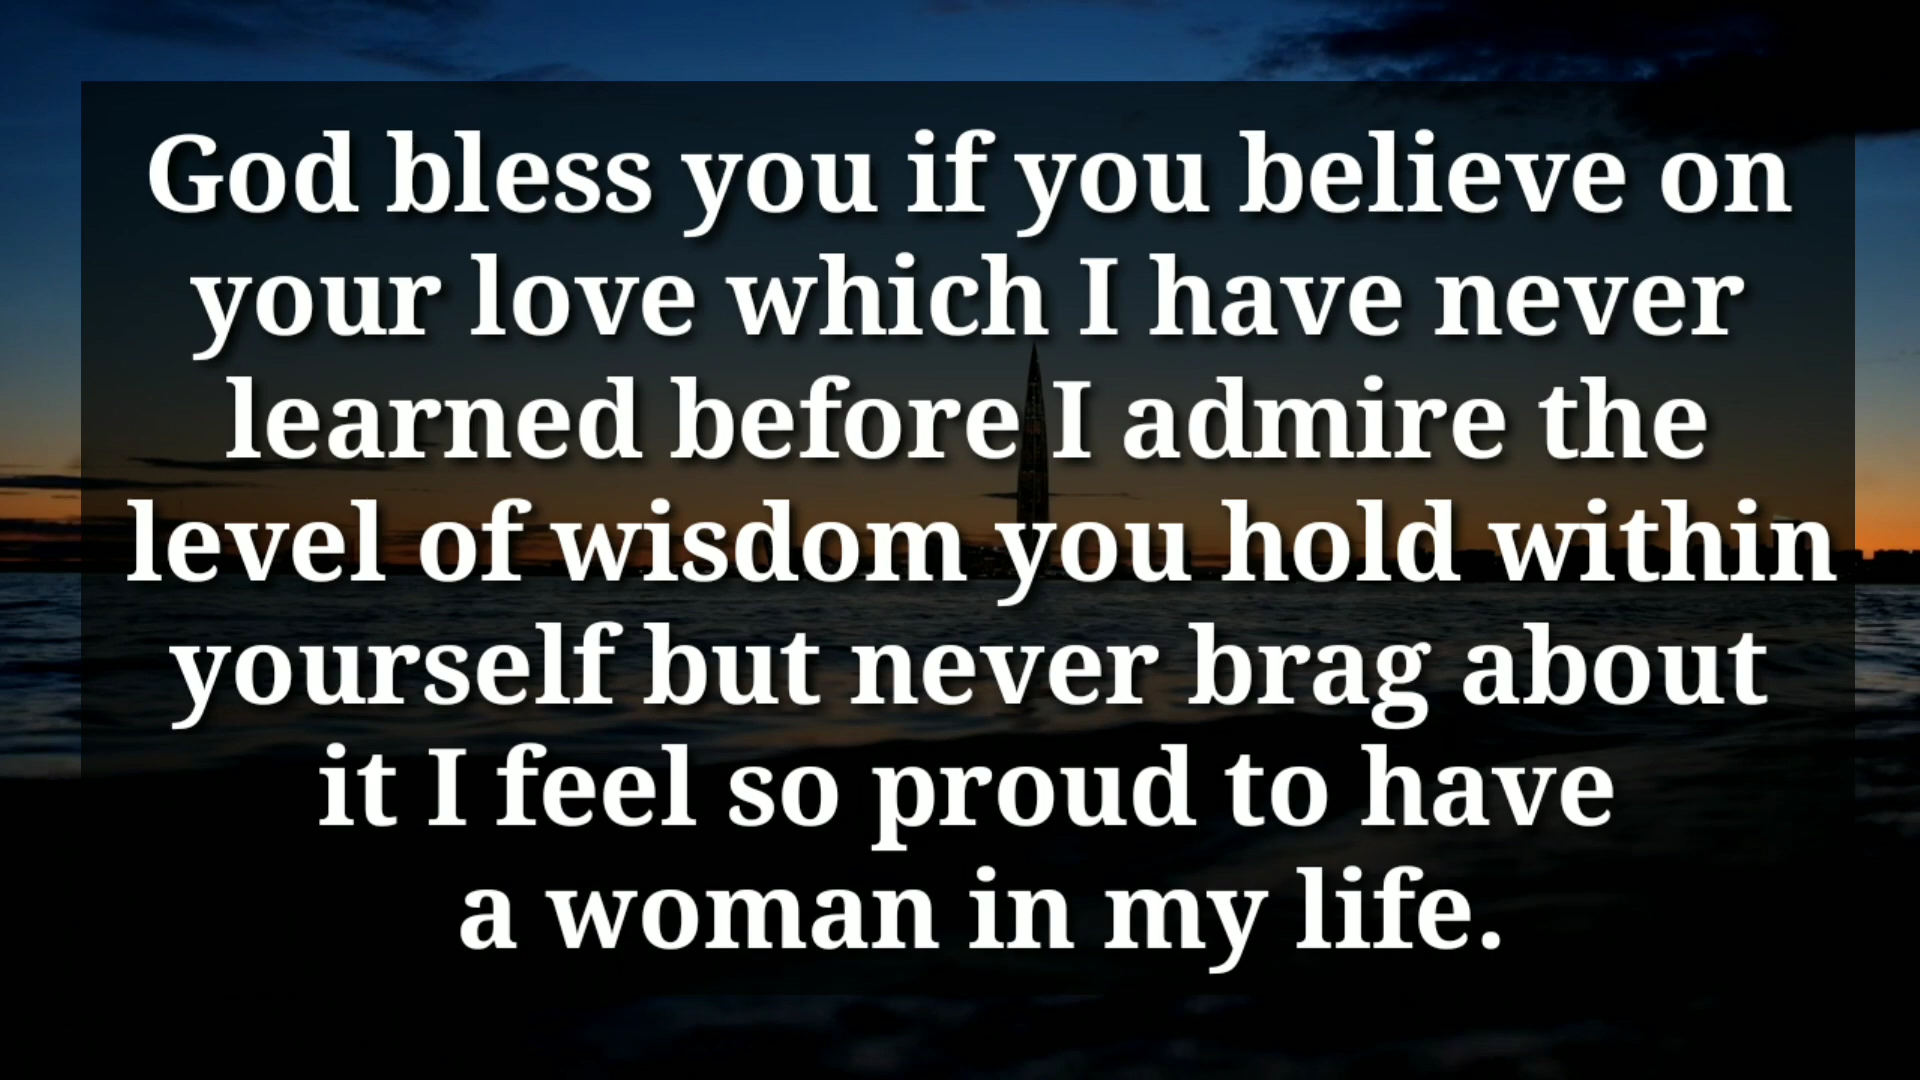 God bless you if you believe on
your love which I have never
learned before I admire the
level of wisdom you hold within
yourself but never brag about
it I feel so proud to have
a woman in my life.